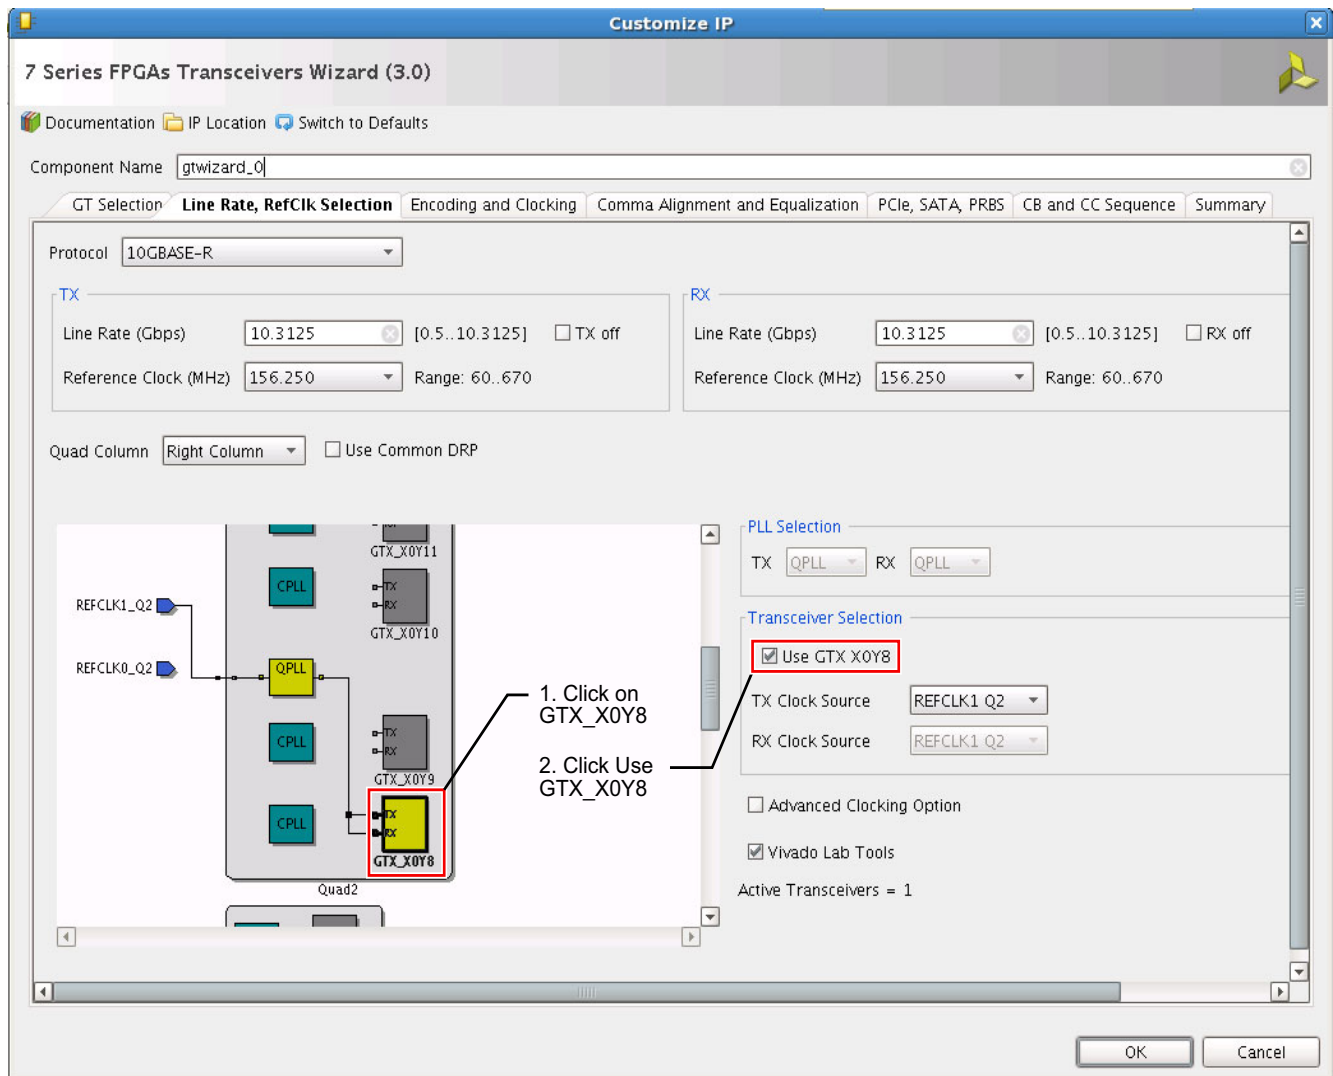 Customize IP
7 Series FPGAs Transceivers Wizard (3.0)
Documentation IP Location Switch to Defaults
Component Name gtwizard_0
GT Selection Line Rate, RefClk Selection Encoding and Clocking Comma Alignment and Equalization PCIe, SATA, PRBS CB and CC Sequence Summary
Protocol 10GBASE-R
TX
Line Rate (Gbps) 10.3125 [0.5..10.3125] TX off
Reference Clock (MHz) 156.250 Range: 60..670
RX
Line Rate (Gbps) 10.3125 [0.5..10.3125] RX off
Reference Clock (MHz) 156.250 Range: 60..670
Quad Column Right Column Use Common DRP
GTX_X0Y11
CPLL
TX
RX
GTX_X0Y10
REFCLK1_Q2
REFCLK0_Q2
QPLL
CPLL
TX
RX
GTX_X0Y9
CPLL
TX
RX
GTX_X0Y8
Quad2
1. Click on
GTX_X0Y8
2. Click Use
GTX_X0Y8
PLL Selection
TX QPLL RX QPLL
Transceiver Selection
Use GTX X0Y8
TX Clock Source REFCLK1 Q2
RX Clock Source REFCLK1 Q2
Advanced Clocking Option
Vivado Lab Tools
Active Transceivers = 1
OK Cancel